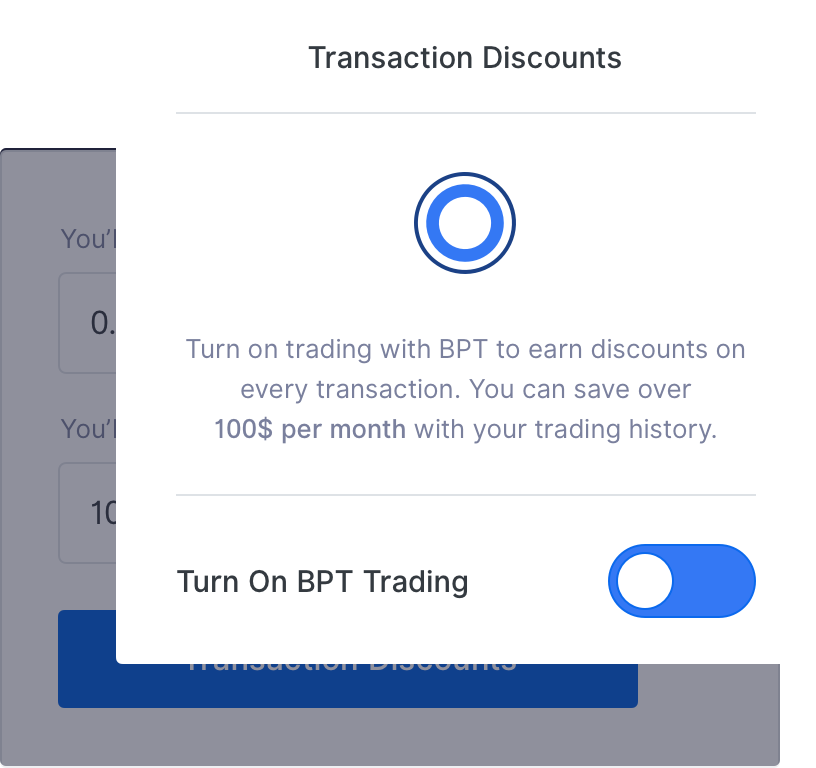 Transaction Discounts
You'l
0.
Turn on trading with BPT to earn discounts on
every transaction. You can save over
100$ per month with your trading history.
You'l
10
Turn On BPT Trading
Transaction Discounts